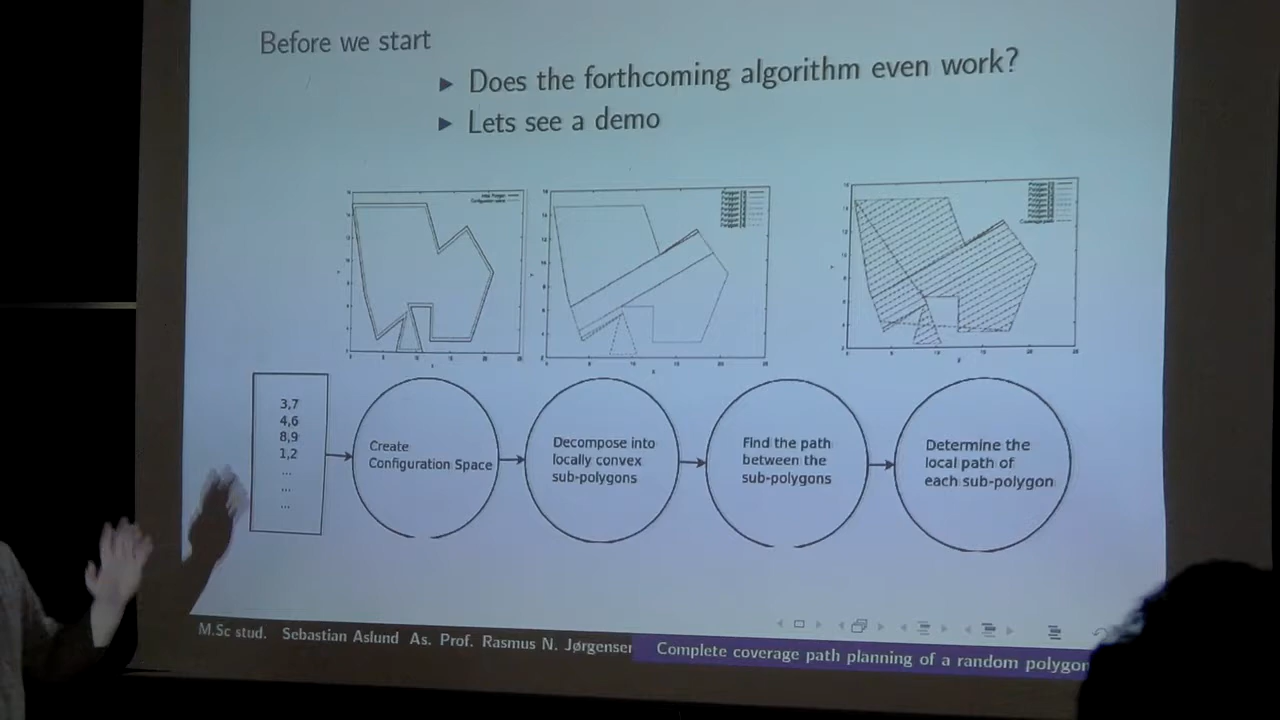 Before we start
Does the forthcoming algorithm even work?
Lets see a demo
3,7
4,6
8,9
1,2
...
...
...
Create
Configuration Space
Decompose into
locally convex
sub-polygons
Find the path
between the
sub-polygons
Determine the
local path of
each sub-polygon
M.Sc stud. Sebastian Aslund As. Prof. Rasmus N. Jørgensen
Complete coverage path planning of a random polygon